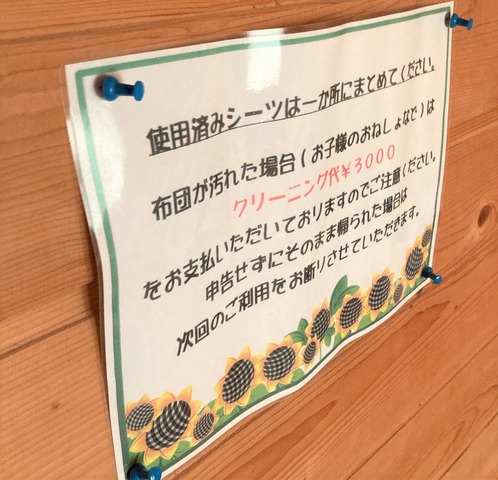 使用済みシーツは一か所にまとめてください。
布団が汚れた場合(お子様のおねしょなど)は
クリーニング代¥3000
をお支払いただいておりますのでご注意ください。
申告せずにそのまま帰られた場合は
次回のご利用をお断りさせていただきます。